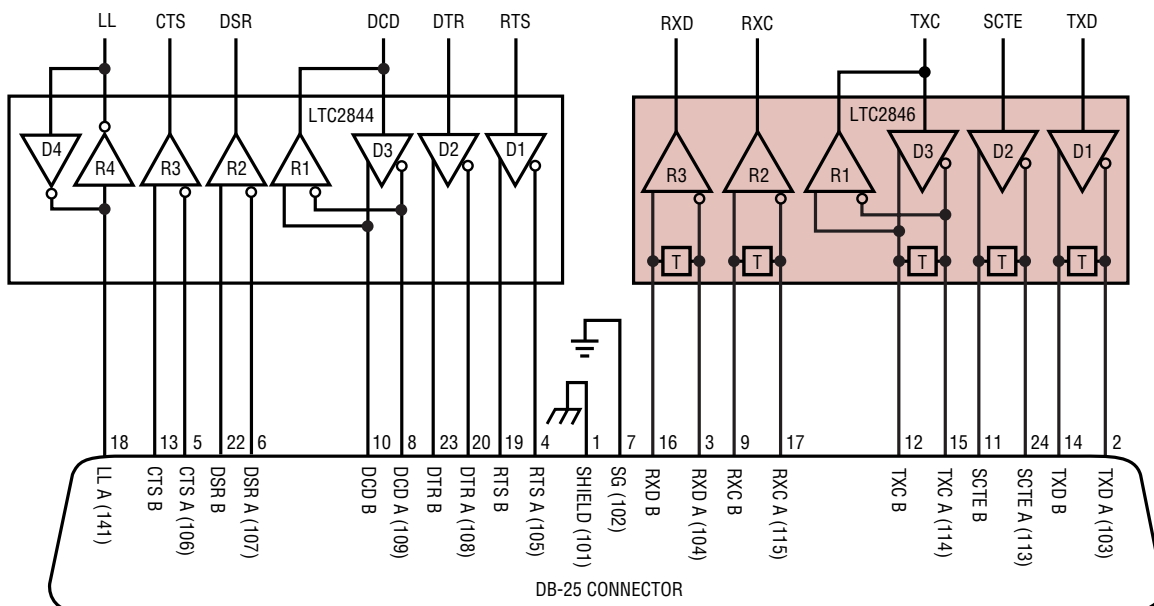 LL CTS DSR DCD DTR RTS RXD RXC TXC SCTE TXD
LTC2844 LTC2846
D4 R4 R3 R2 R1 D3 D2 D1 R3 R2 R1 D3 D2 D1
T T T T T
18 13 5 22 6 10 8 23 20 19 4 1 7 16 3 9 17 12 15 11 24 14 2
LL A (141)
CTS B
CTS A (106)
DSR B
DSR A (107)
DCD B
DCD A (109)
DTR B
DTR A (108)
RTS B
RTS A (105)
SHIELD (101)
SG (102)
RXD B
RXD A (104)
RXC B
RXC A (115)
TXC B
TXC A (114)
SCTE B
SCTE A (113)
TXD B
TXD A (103)
DB-25 CONNECTOR